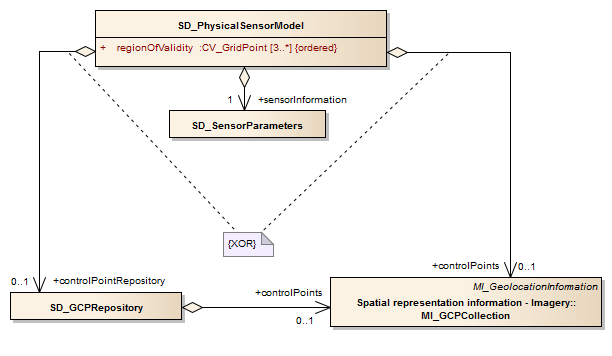 SD_PhysicalSensorModel
+ regionOfValidity :CV_GridPoint [3..*] {ordered}
1 +sensorInformation
SD_SensorParameters
{XOR}
+controlPoints 0..1
0..1 +controlPointRepository
SD_GCPRepository
+controlPoints
0..1
MI_GeolocationInformation
Spatial representation information - Imagery::
MI_GCPCollection